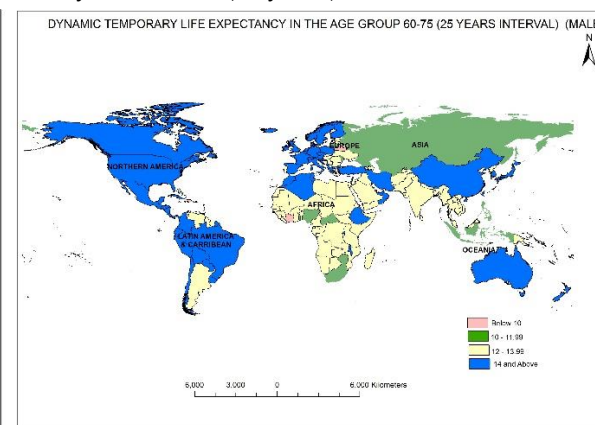 DYNAMIC TEMPORARY LIFE EXPECTANCY IN THE AGE GROUP 60-75 (25 YEARS INTERVAL) (MALE
N
EUROPE
ASIA
NORTHERN AMERICA
AFRICA
LATIN AMERICA
& CARRIBEAN
OCEANIA
Below 10
10 - 11.99
12 - 13.99
14 and Above
6,000 3,000 0 6,000 Kilometers